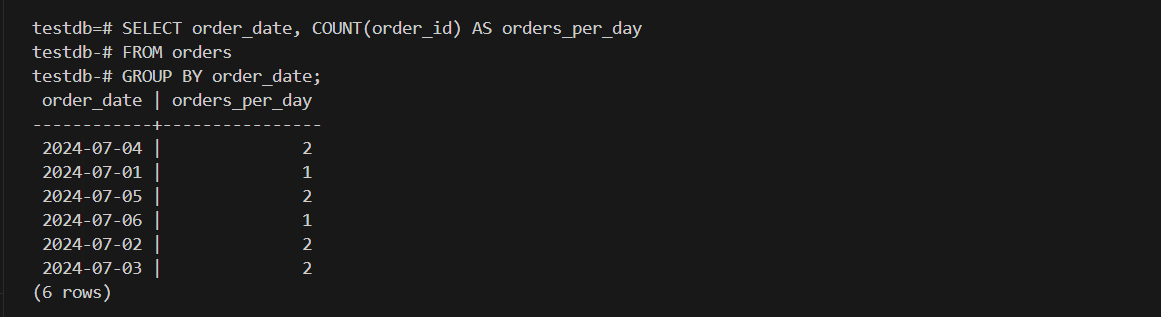 testdb=# SELECT order_date, COUNT(order_id) AS orders_per_day
testdb-# FROM orders
testdb-# GROUP BY order_date;
 order_date | orders_per_day
------------+----------------
 2024-07-04 |              2
 2024-07-01 |              1
 2024-07-05 |              2
 2024-07-06 |              1
 2024-07-02 |              2
 2024-07-03 |              2
(6 rows)